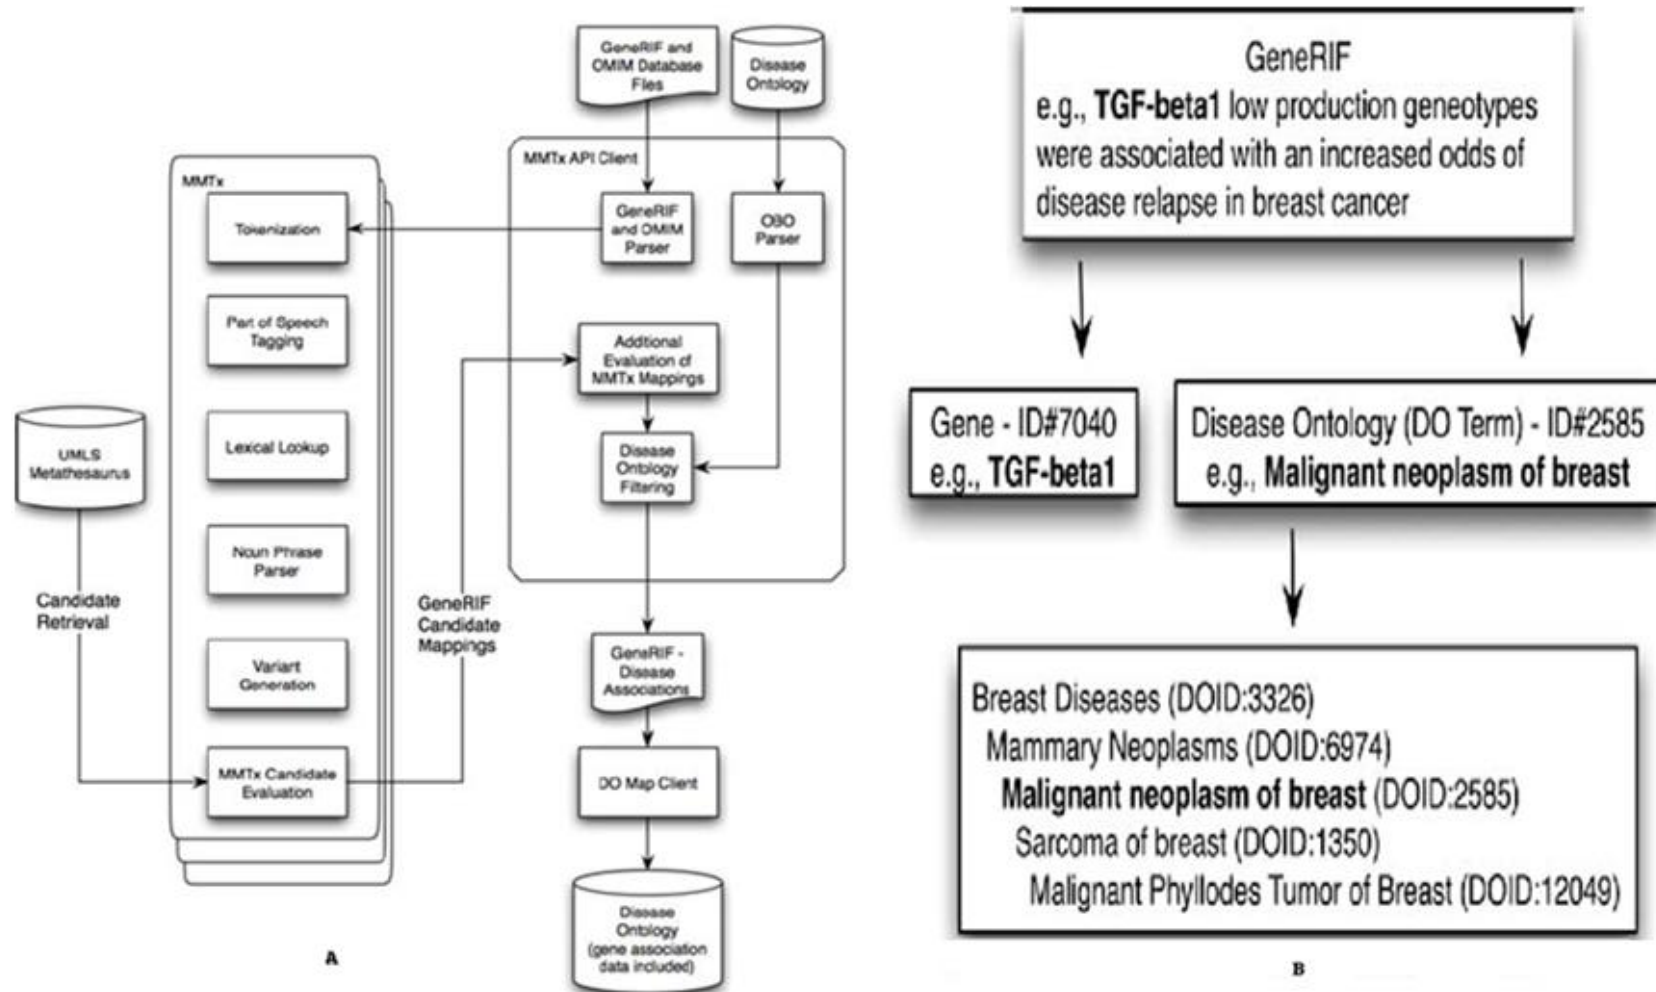 GeneRIF and
OMIM Database
Files
Disease
Ontology
MMTx API Client
GeneRIF
and OMIM
Parser
OBO
Parser
MMTx
Tokenization
Part of Speech
Tagging
Lexical Lookup
Noun Phrase
Parser
Variant
Generation
MMTx Candidate
Evaluation
UMLS
Metathesaurus
Candidate
Retrieval
GeneRIF
Candidate
Mappings
Addtional
Evaluation of
MMTx Mappings
Disease
Ontology
Filtering
GeneRIF -
Disease
Associations
DO Map Client
Disease
Ontology
(gene association
data included)
A
GeneRIF
e.g., TGF-beta1 low production geneotypes
were associated with an increased odds of
disease relapse in breast cancer
Gene - ID#7040
e.g., TGF-beta1
Disease Ontology (DO Term) - ID#2585
e.g., Malignant neoplasm of breast
Breast Diseases (DOID:3326)
Mammary Neoplasms (DOID:6974)
Malignant neoplasm of breast (DOID:2585)
Sarcoma of breast (DOID:1350)
Malignant Phyllodes Tumor of Breast (DOID:12049)
B